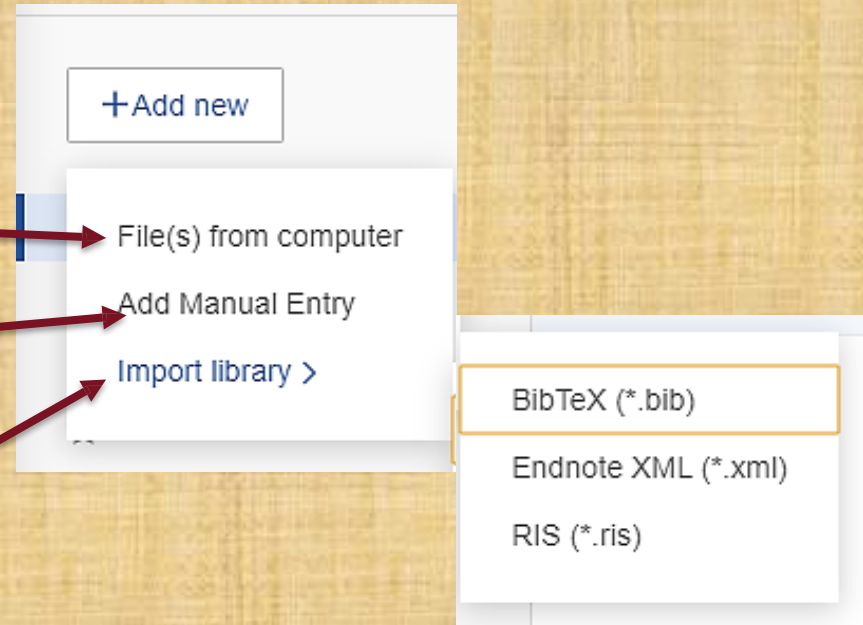 +Add new
File(s) from computer
Add Manual Entry
Import library >
BibTeX (*.bib)
Endnote XML (*.xml)
RIS (*.ris)